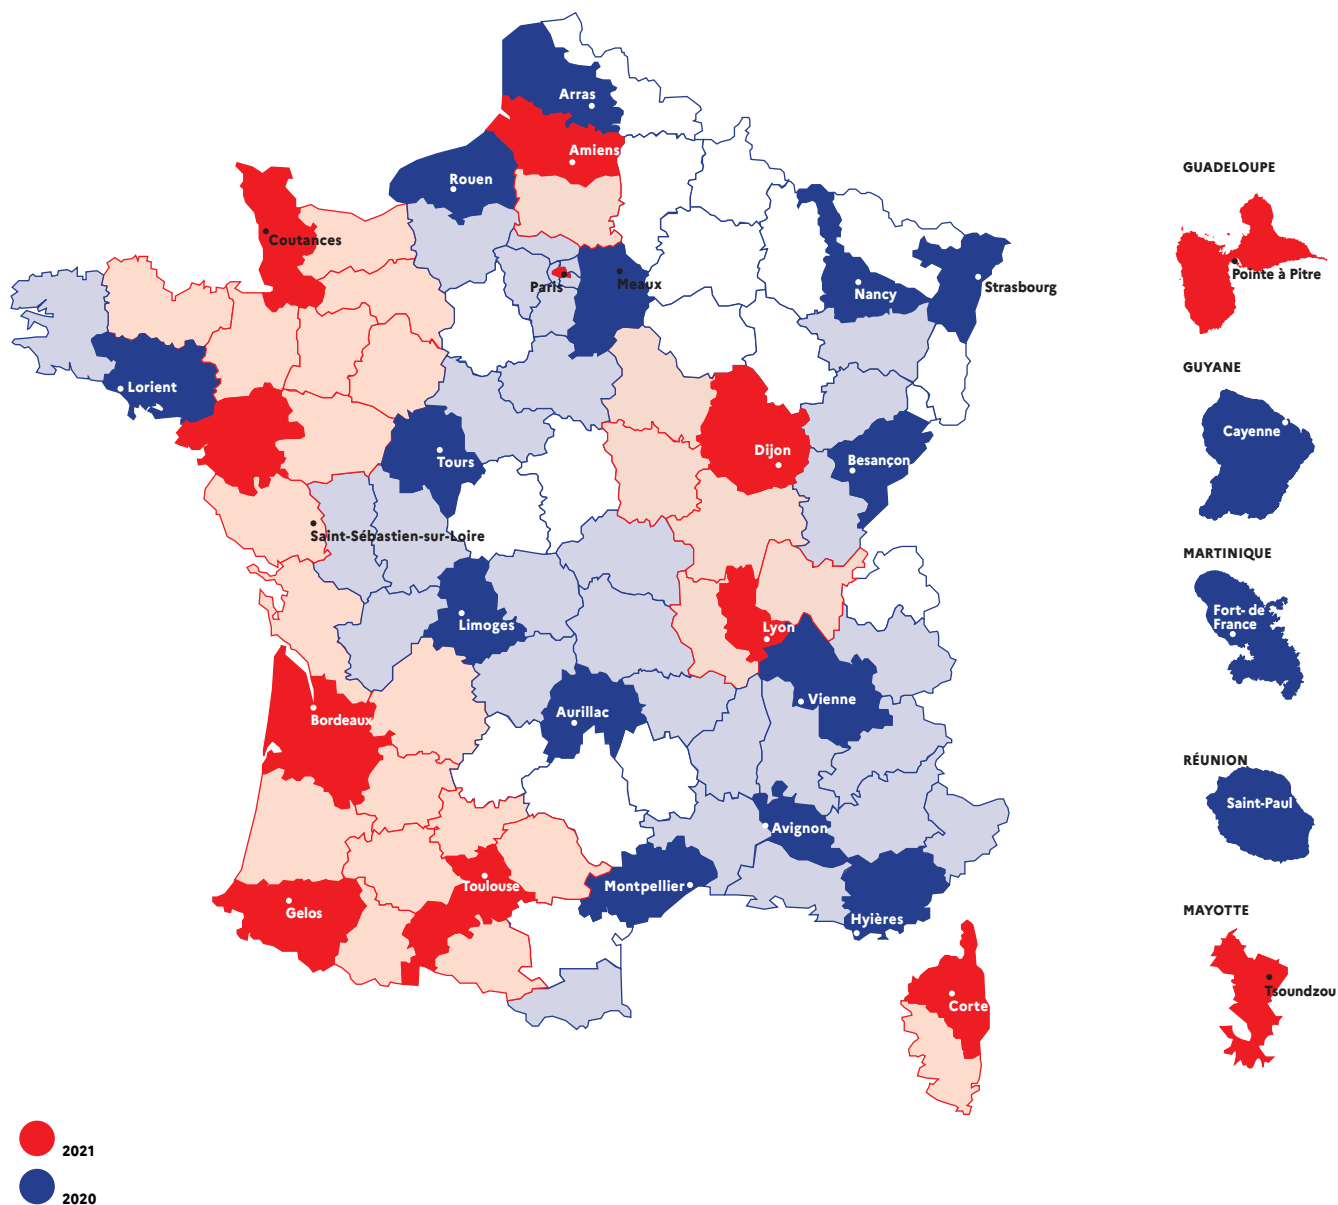 Arras
Amiens
Rouen
GUADELOUPE
Coutances
Pointe à Pitre
Paris
Meaux
Nancy
Strasbourg
GUYANE
Lorient
Cayenne
Dijon
Tours
Besançon
Saint-Sébastien-sur-Loire
MARTINIQUE
Fort- de
France
Limoges
Lyon
Vienne
Aurillac
Bordeaux
RÉUNION
Saint-Paul
Avignon
Toulouse
Montpellier
Gelos
Hyières
MAYOTTE
Tsoundzou
Corte
2021
2020